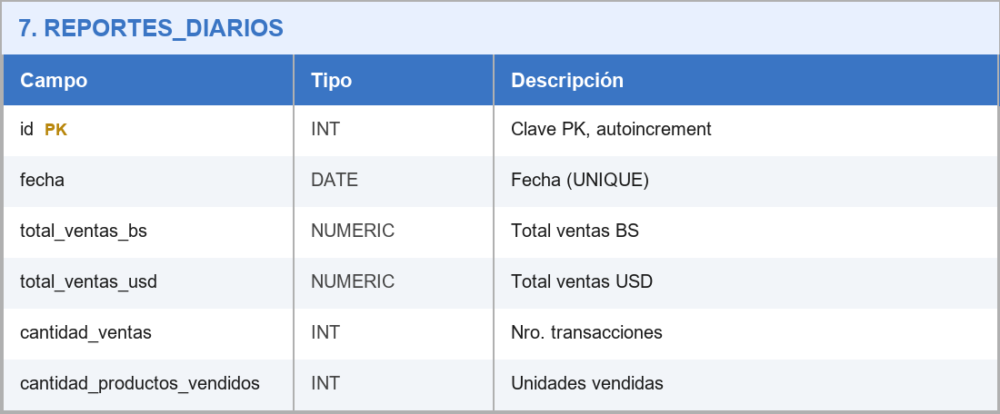 7. REPORTES_DIARIOS
Campo Tipo Descripción
id PK INT Clave PK, autoincrement
fecha DATE Fecha (UNIQUE)
total_ventas_bs NUMERIC Total ventas BS
total_ventas_usd NUMERIC Total ventas USD
cantidad_ventas INT Nro. transacciones
cantidad_productos_vendidos INT Unidades vendidas